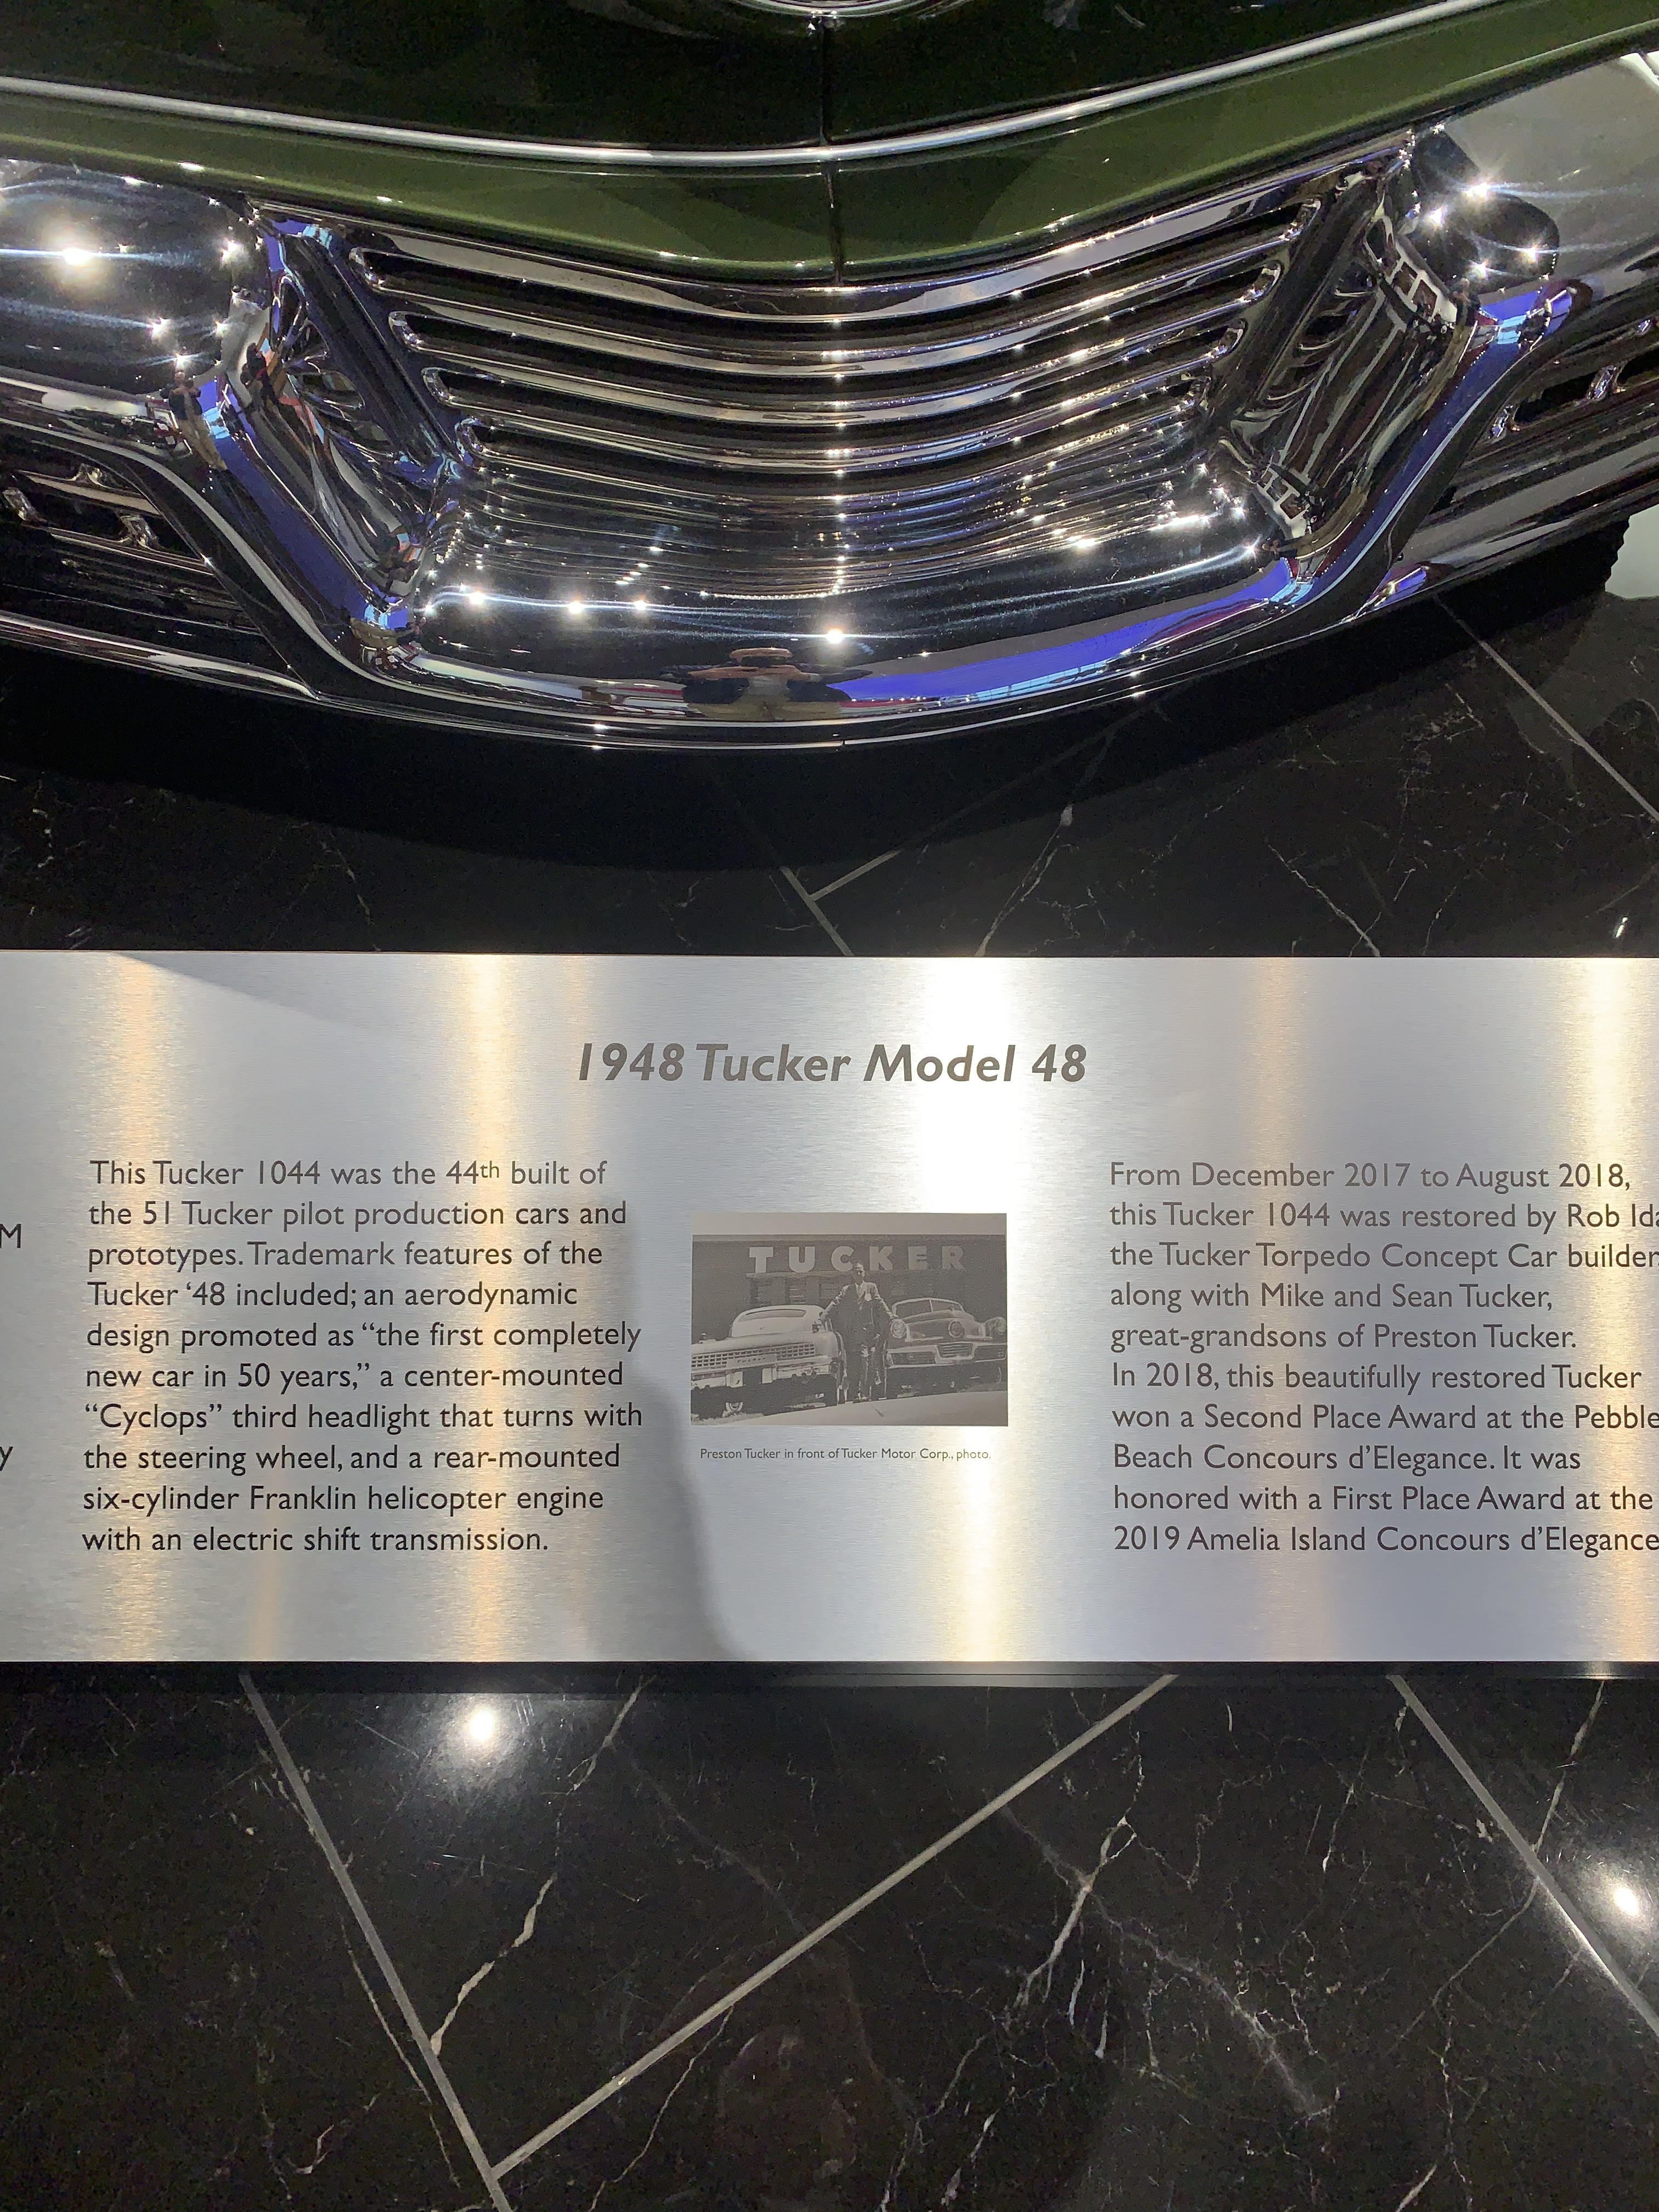 1948 Tucker Model 48
This Tucker 1044 was the 44th built of
the 51 Tucker pilot production cars and
prototypes. Trademark features of the
Tucker ‘48 included; an aerodynamic
design promoted as “the first completely
new car in 50 years,” a center-mounted
“Cyclops” third headlight that turns with
the steering wheel, and a rear-mounted
six-cylinder Franklin helicopter engine
with an electric shift transmission.
TUCKER
Preston Tucker in front of Tucker Motor Corp., photo.
From December 2017 to August 2018,
this Tucker 1044 was restored by Rob
the Tucker Torpedo Concept Car
along with Mike and Sean Tucker,
great-grandsons of Preston Tucker.
In 2018, this beautifully restored Tucker
won a Second Place Award at the Pebble
Beach Concours d’Elegance. It was
honored with a First Place Award at the
2019 Amelia Island Concours d’Elegance